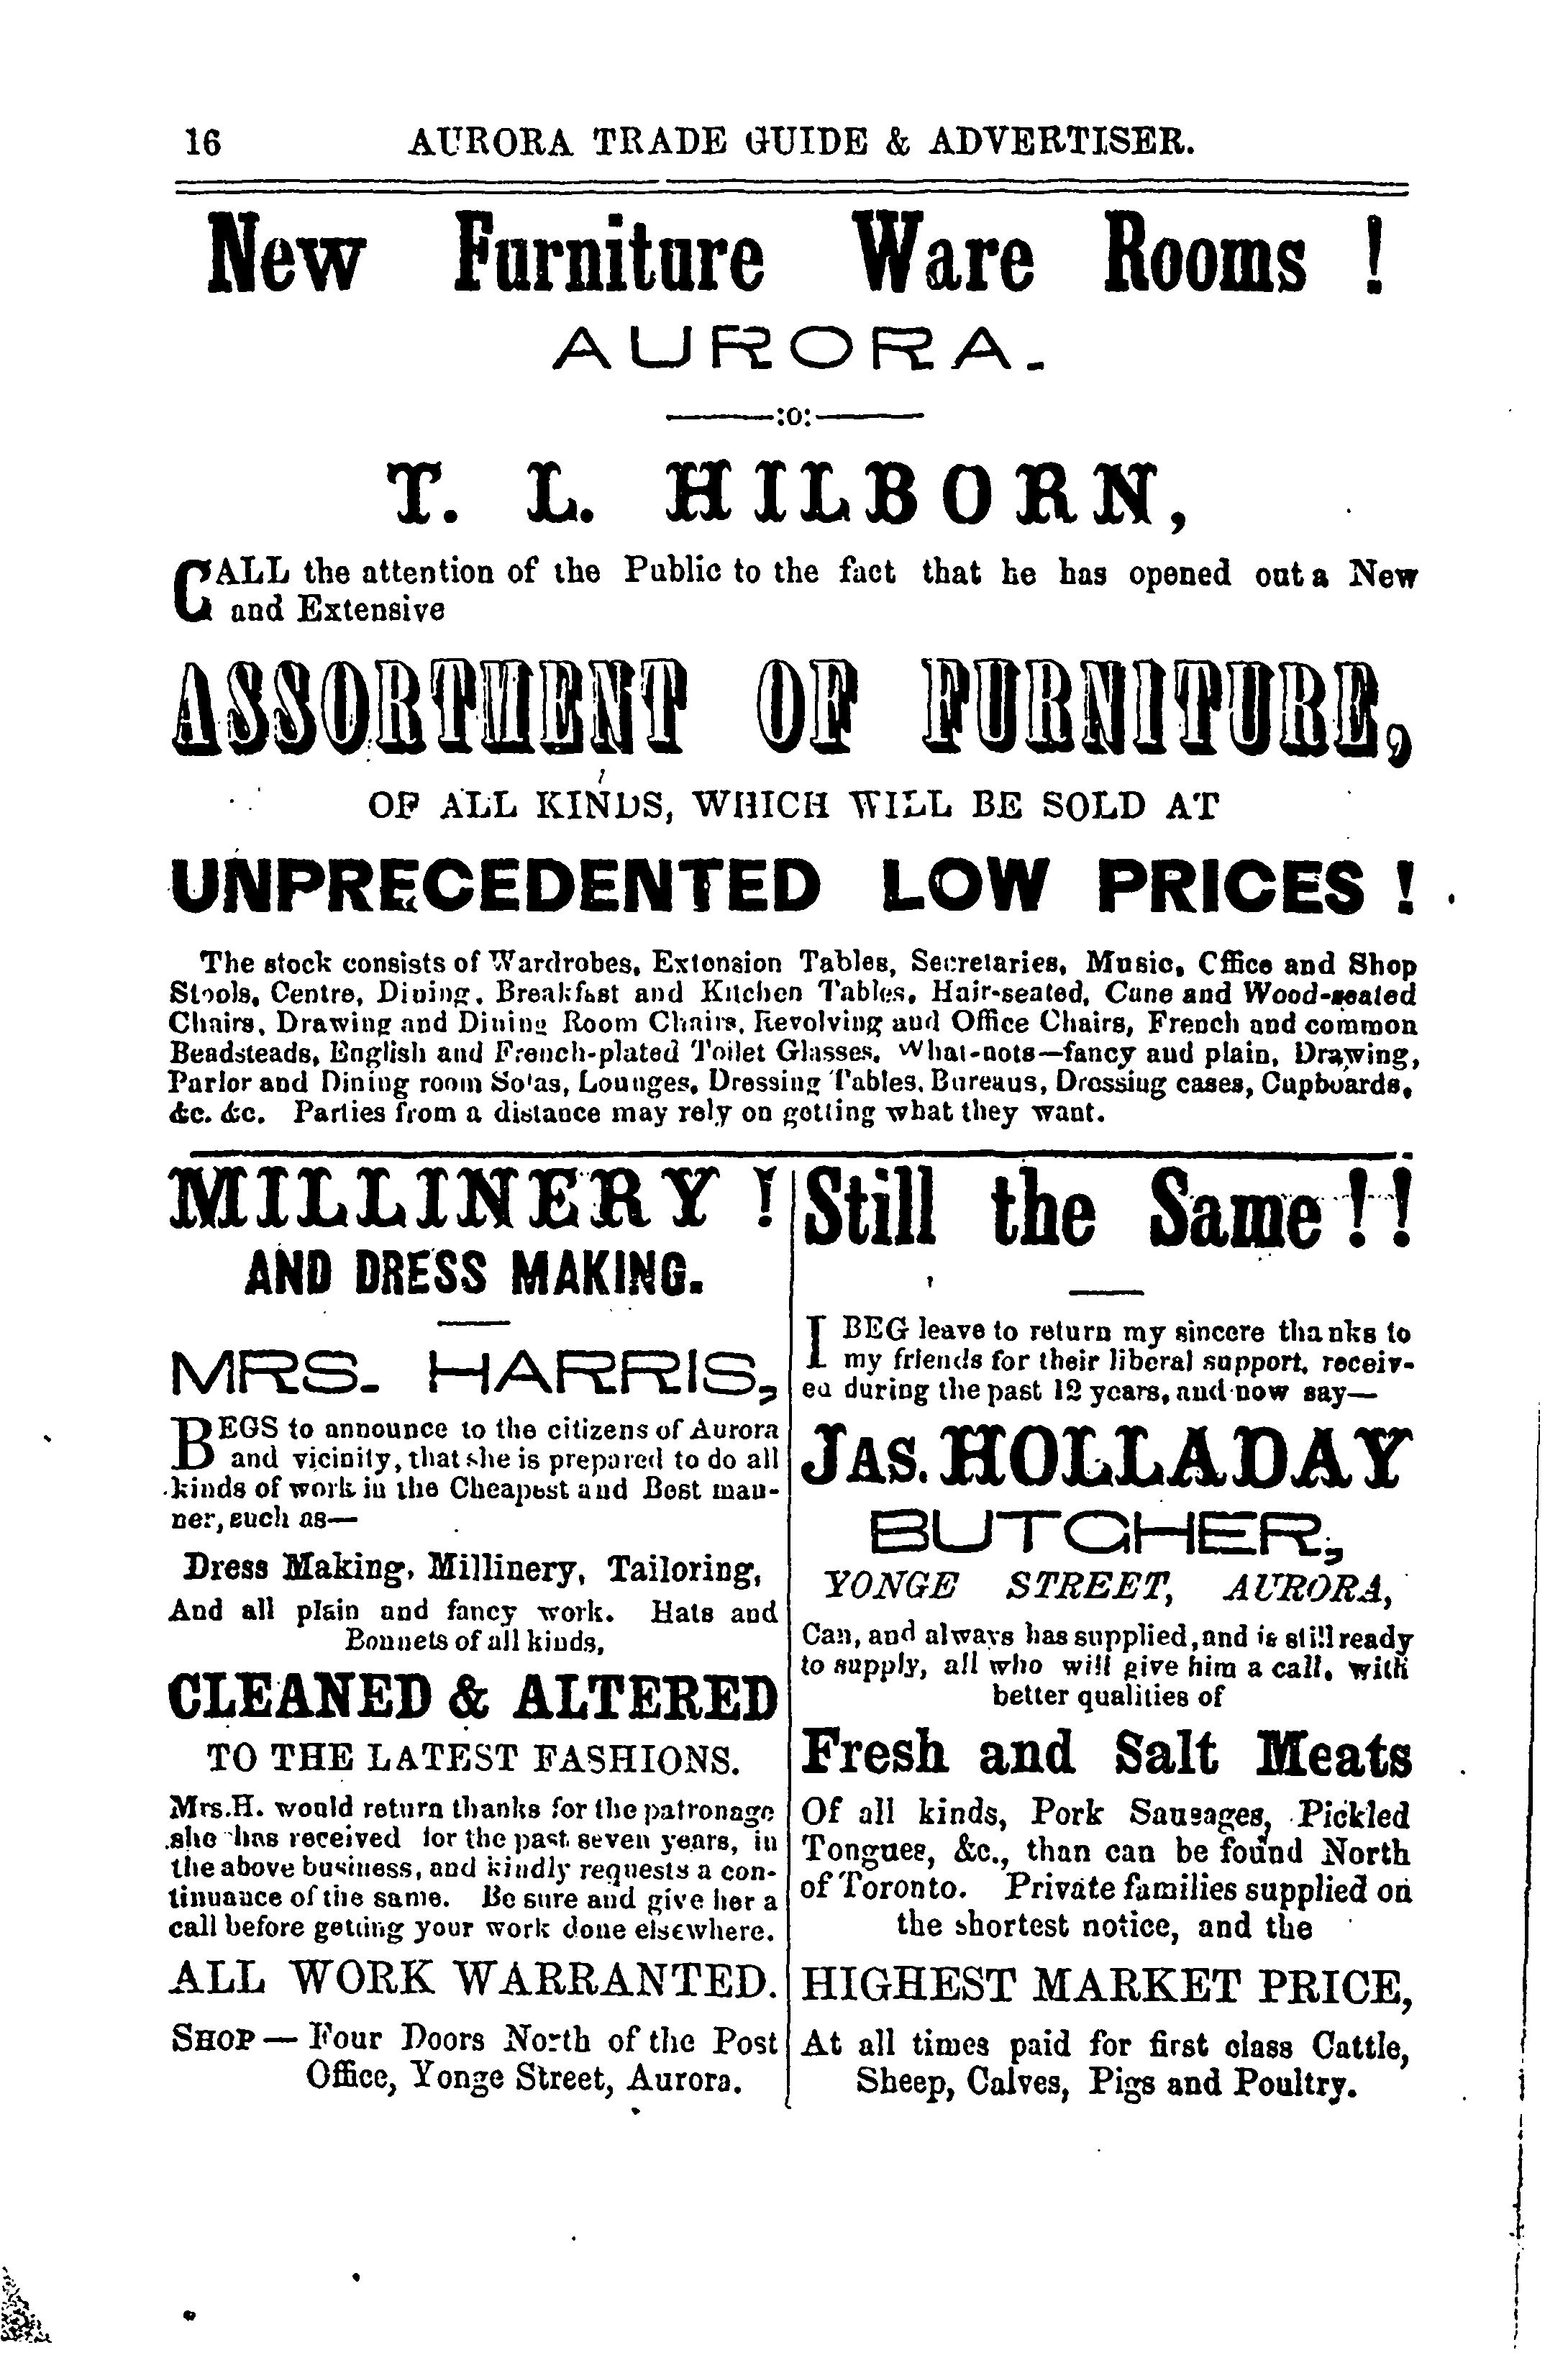 16 AURORA TRADE GUIDE & ADVERTISER.
New Furniture Ware Rooms !
AURORA.
:o:
T. L. HILBORN,
CALL the attention of the Public to the fact that he has opened out a New
and Extensive
ASSORTMENT OF FURNITURE,
OF ALL KINDS, WHICH WILL BE SOLD AT
UNPRECEDENTED LOW PRICES !
The stock consists of Wardrobes, Extension Tables, Secretaries, Music, Office and Shop
Stools, Centre, Dining, Breakfast and Kitchen Tables, Hair-seated, Cane and Wood-seated
Chairs, Drawing and Dining Room Chairs, Revolving and Office Chairs, French and common
Beadsteads, English and French-plated Toilet Glasses, What-nots—fancy and plain, Drawing,
Parlor and Dining room Sofas, Lounges, Dressing Tables, Bureaus, Dressing cases, Cupboards,
&c. &c. Parties from a distance may rely on getting what they want.
MILLINERY !
AND DRESS MAKING.
MRS. HARRIS,
BEGS to announce to the citizens of Aurora
and vicinity, that she is prepared to do all
kinds of work in the Cheapest and Best man-
ner, such as—
Dress Making, Millinery, Tailoring,
And all plain and fancy work. Hats and
Bonnets of all kinds,
CLEANED & ALTERED
TO THE LATEST FASHIONS.
Mrs. H. would return thanks for the patronage
she has received for the past seven years, in
the above business, and kindly requests a con-
tinuance of the same. Be sure and give her a
call before getting your work done elsewhere.
ALL WORK WARRANTED.
SHOP— Four Doors North of the Post
Office, Yonge Street, Aurora.
Still the Same ! !
I BEG leave to return my sincere thanks to
my friends for their liberal support, receiv-
ed during the past 12 years, and now say—
JAS. HOLLADAY
BUTCHER,
YONGE STREET, AURORA,
Can, and always has supplied, and is still ready
to supply, all who will give him a call, with
better qualities of
Fresh and Salt Meats
Of all kinds, Pork Sausages, Pickled
Tongues, &c., than can be found North
of Toronto. Private families supplied on
the shortest notice, and the
HIGHEST MARKET PRICE,
At all times paid for first class Cattle,
Sheep, Calves, Pigs and Poultry.